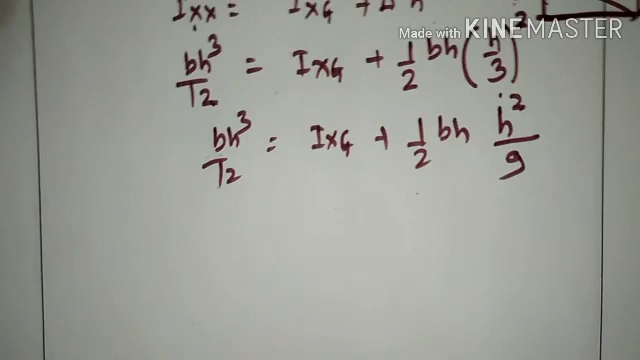 Ixx = IxG + Ah²
Made with KINEMASTER
bh³/12 = IxG + 1/2 bh (h/3)²
bh³/12 = IxG + 1/2 bh h²/9